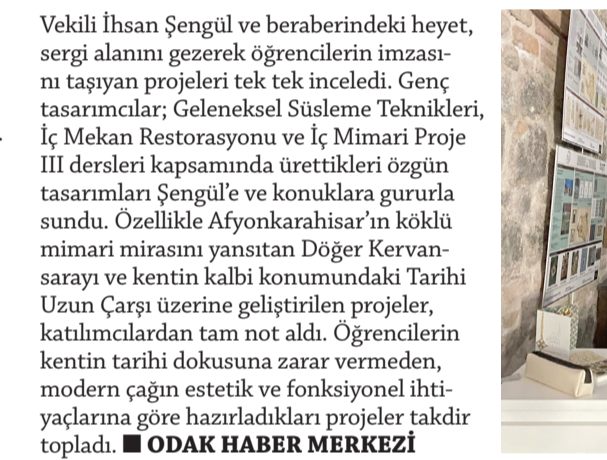 Vekili İhsan Şengül ve beraberindeki heyet,
sergi alanını gezerek öğrencilerin imzası-
nı taşıyan projeleri tek tek inceledi. Genç
tasarımcılar; Geleneksel Süsleme Teknikleri,
İç Mekan Restorasyonu ve İç Mimari Proje
III dersleri kapsamında ürettikleri özgün
tasarımları Şengül’e ve konuklara gururla
sundu. Özellikle Afyonkarahisar’ın köklü
mimari mirasını yansıtan Döğer Kervan-
sarayı ve kentin kalbi konumundaki Tarihi
Uzun Çarşı üzerine geliştirilen projeler,
katılımcılardan tam not aldı. Öğrencilerin
kentin tarihi dokusuna zarar vermeden,
modern çağın estetik ve fonksiyonel ihti-
yaçlarına göre hazırladıkları projeler takdir
topladı. ■ ODAK HABER MERKEZİ